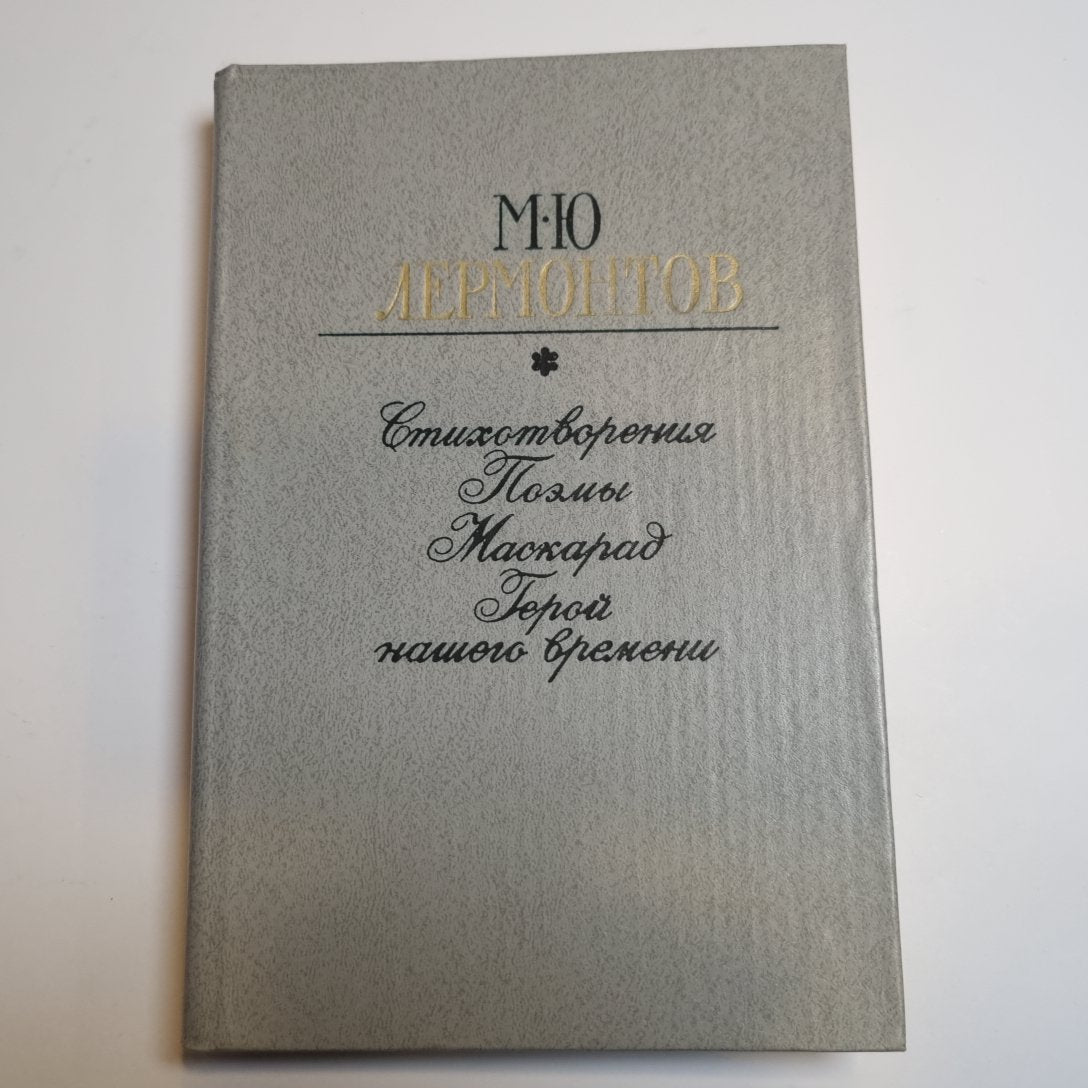 М·Ю
ЛЕРМОНТОВ
Стихотворения
Поэмы
Маскарад
Герой
нашего времени